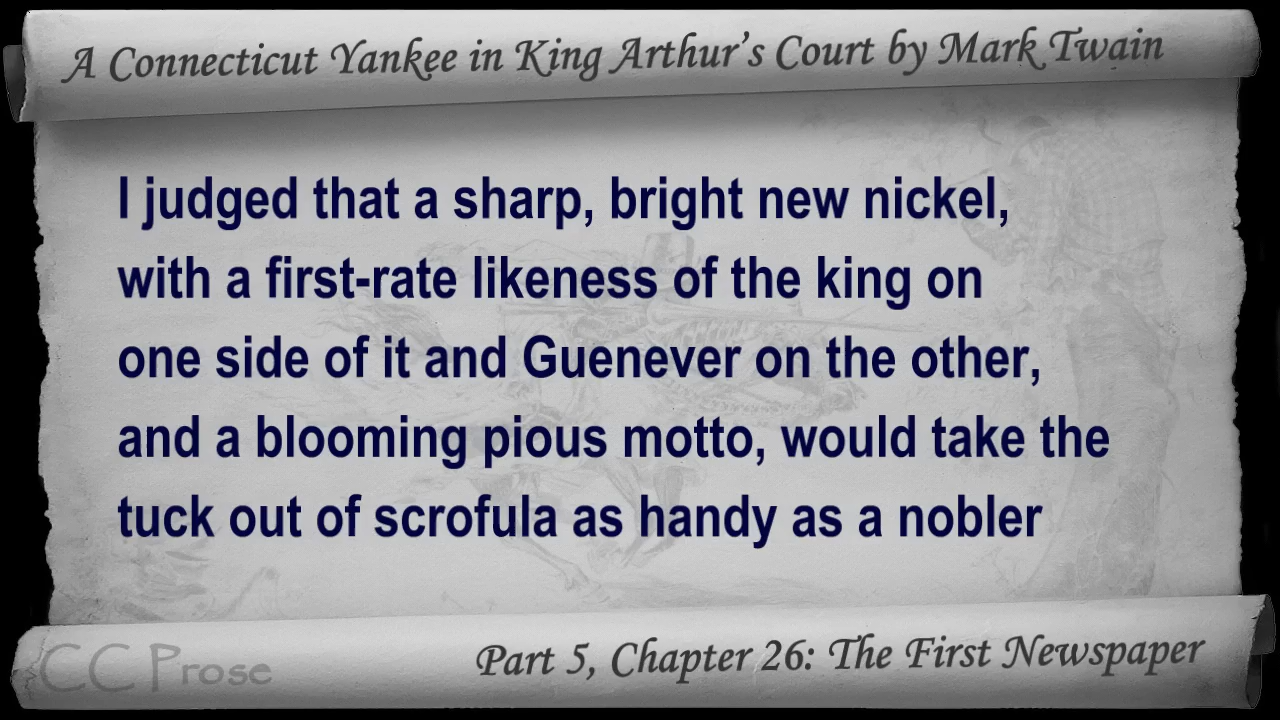 A Connecticut Yankee in King Arthur's Court by Mark Twain
I judged that a sharp, bright new nickel,
with a first-rate likeness of the king on
one side of it and Guenever on the other,
and a blooming pious motto, would take the
tuck out of scrofula as handy as a nobler
CC Prose
Part 5, Chapter 26: The First Newspaper